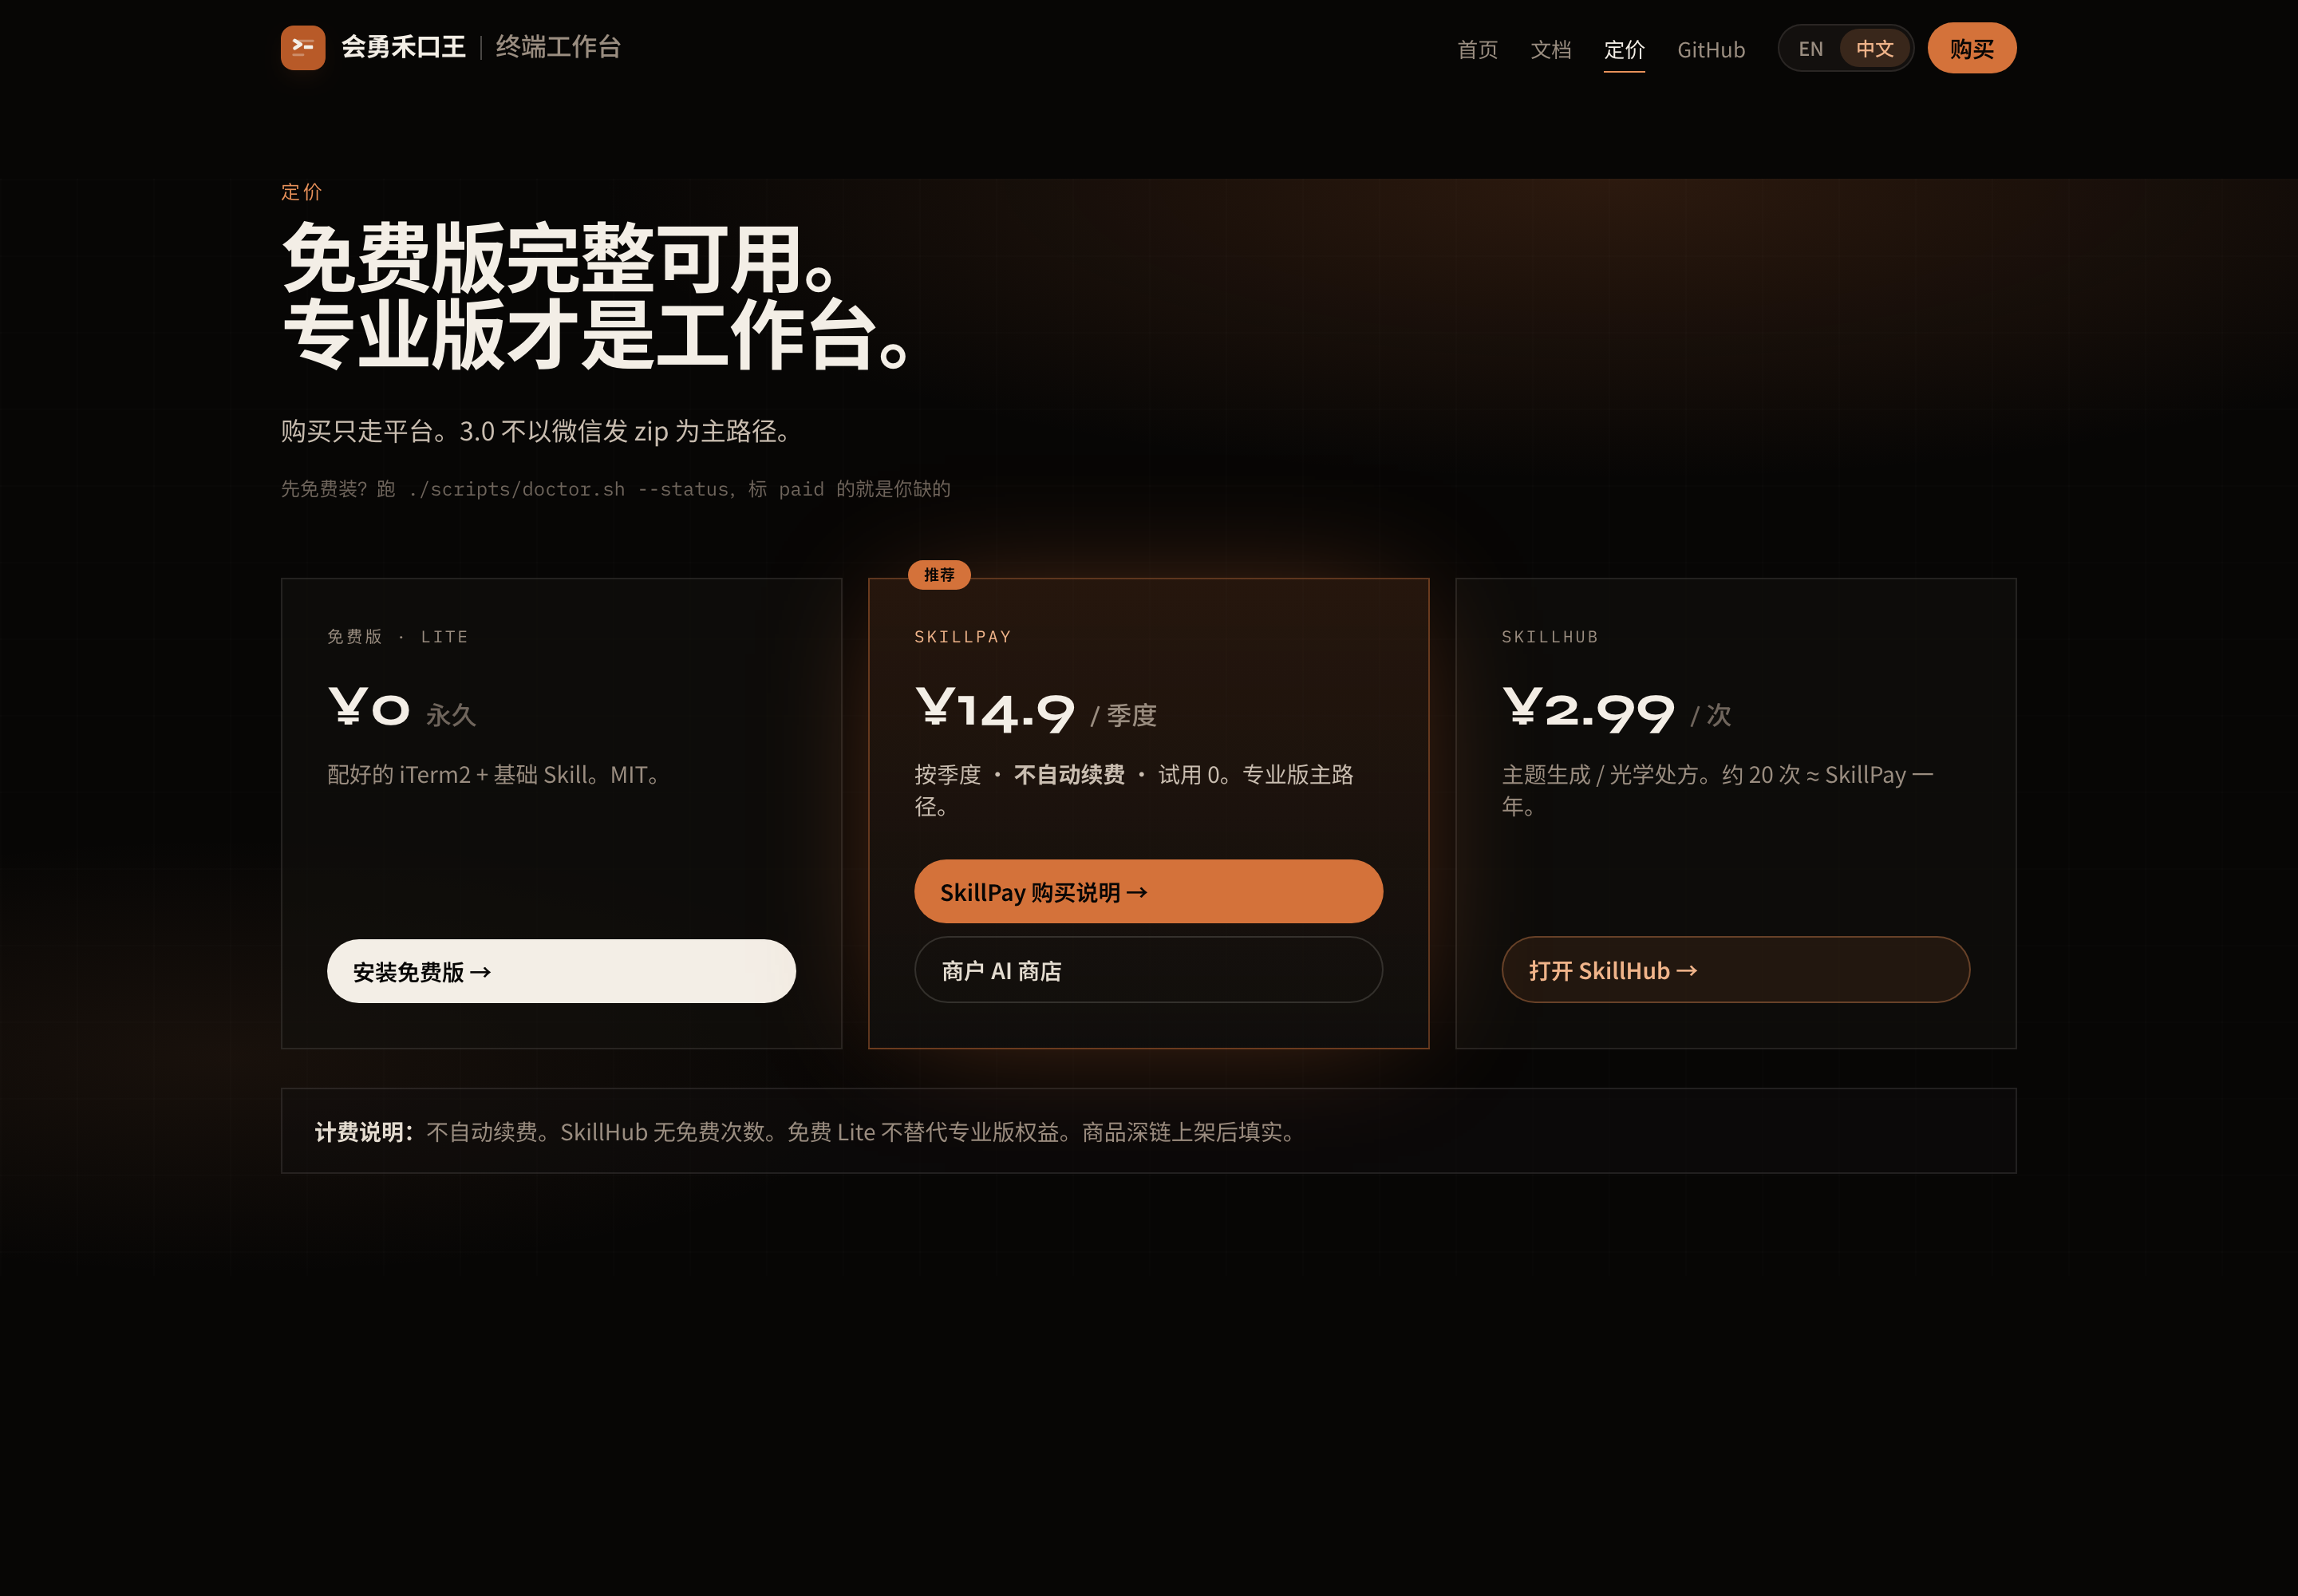 会勇禾口王 | 终端工作台
首页 文档 定价 GitHub EN 中文 购买
定价
免费版完整可用。
专业版才是工作台。
购买只走平台。3.0 不以微信发 zip 为主路径。
先免费装？跑 ./scripts/doctor.sh --status，标 paid 的就是你缺的
免费版 · LITE
¥0 永久
配好的 iTerm2 + 基础 Skill。MIT。
安装免费版 →
推荐
SKILLPAY
¥14.9 / 季度
按季度 · 不自动续费 · 试用 0。专业版主路
径。
SkillPay 购买说明 →
商户 AI 商店
SKILLHUB
¥2.99 / 次
主题生成 / 光学处方。约 20 次 ≈ SkillPay 一
年。
打开 SkillHub →
计费说明：不自动续费。SkillHub 无免费次数。免费 Lite 不替代专业版权益。商品深链上架后填实。